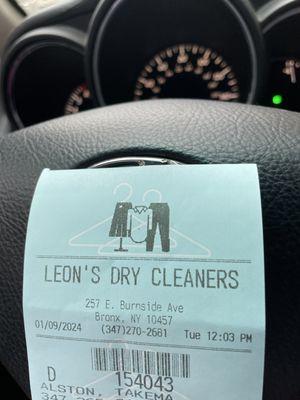 LEON'S DRY CLEANERS
257 E. Burnside Ave
Bronx, NY 10457
01/09/2024 (347)270-2681 Tue 12:03 PM
D 154043
ALSTON, TAKEMA